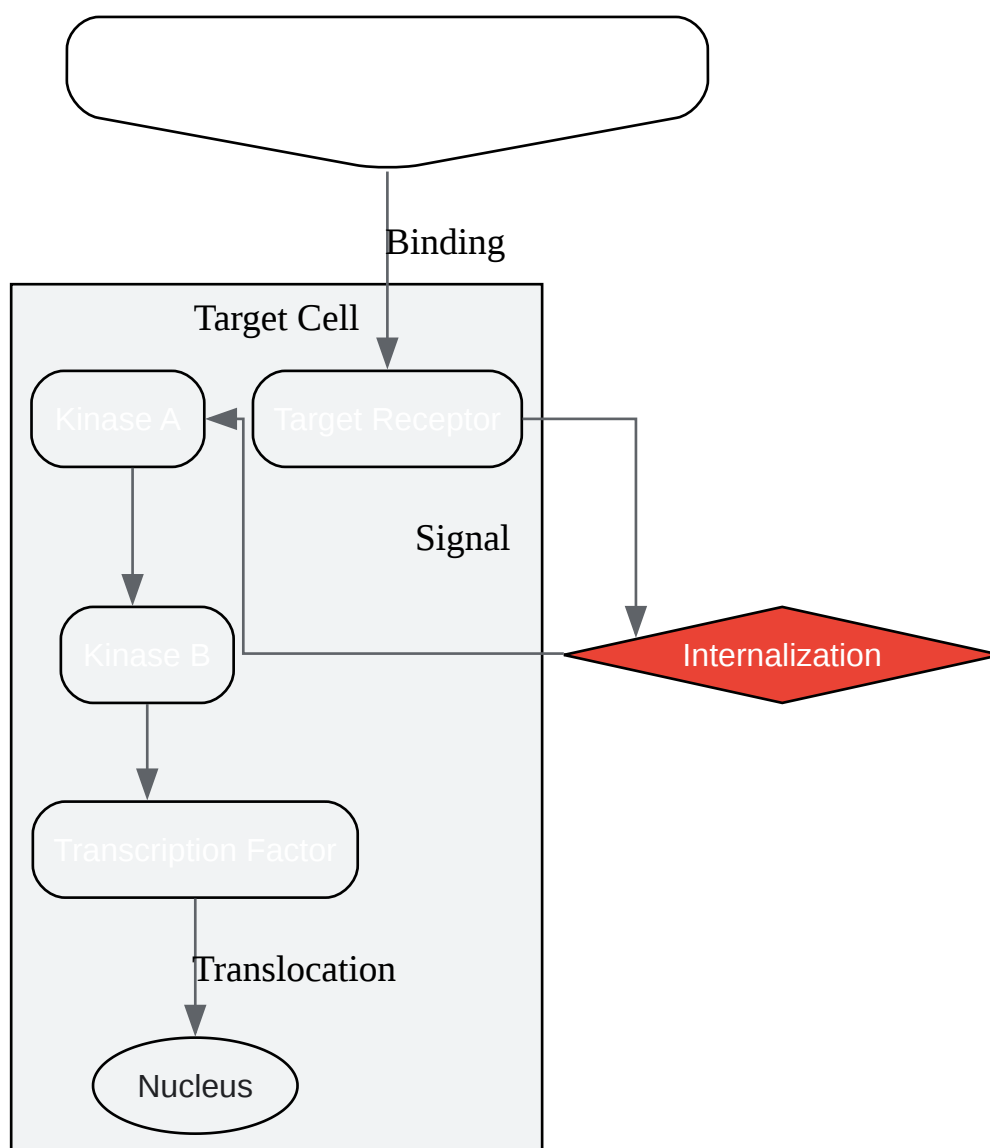 Binding
Target Cell
Kinase A
Target Receptor
Signal
Kinase B
Internalization
Transcription Factor
Translocation
Nucleus